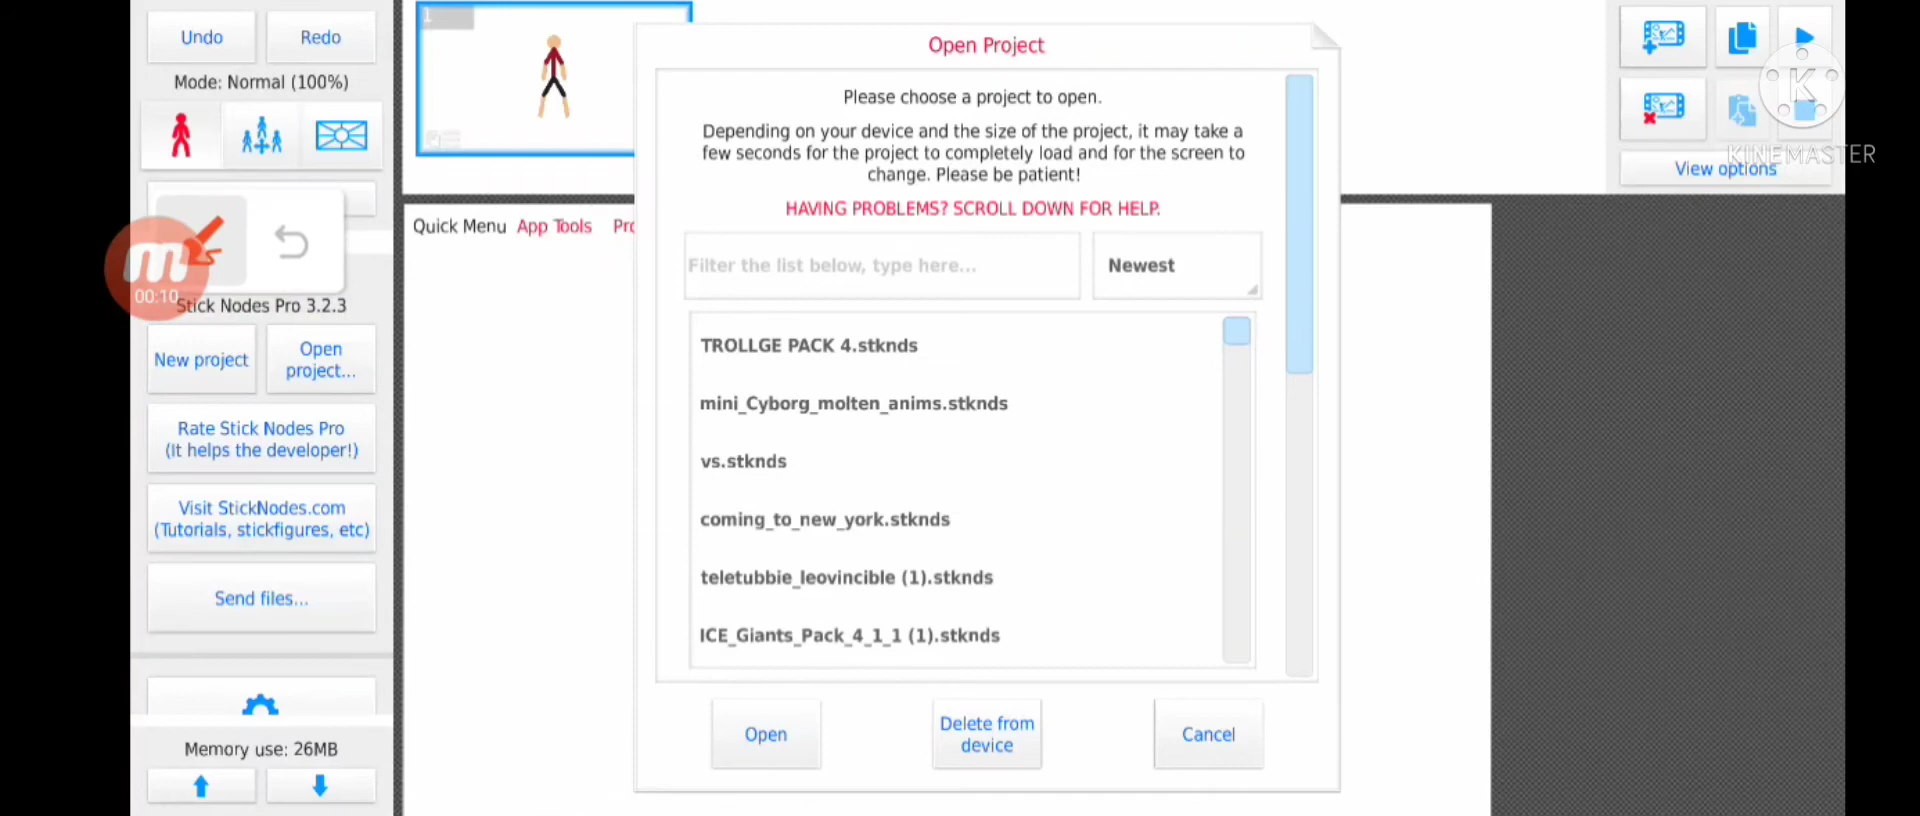 Undo
Redo
Mode: Normal (100%)
m
00:10
Stick Nodes Pro 3.2.3
New project
Open
project...
Rate Stick Nodes Pro
(It helps the developer!)
Visit StickNodes.com
(Tutorials, stickfigures, etc)
Send files...
Memory use: 26MB
1
Quick Menu App Tools Pro
Open Project
Please choose a project to open.
Depending on your device and the size of the project, it may take a
few seconds for the project to completely load and for the screen to
change. Please be patient!
HAVING PROBLEMS? SCROLL DOWN FOR HELP.
Filter the list below, type here...
Newest
TROLLGE PACK 4.stknds
mini_Cyborg_molten_anims.stknds
vs.stknds
coming_to_new_york.stknds
teletubbie_leovincible (1).stknds
ICE_Giants_Pack_4_1_1 (1).stknds
Open
Delete from
device
Cancel
K
KINEMASTER
View options